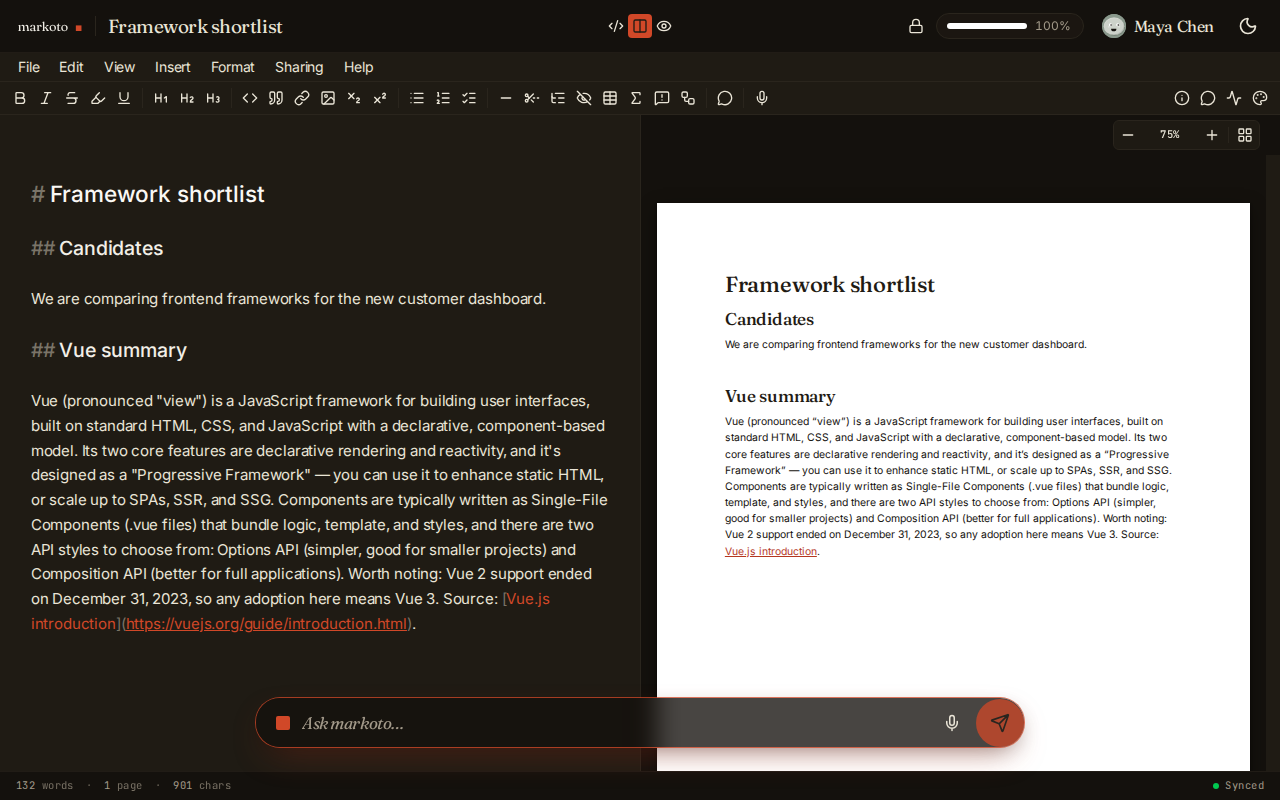 markoto
Framework shortlist
100%
Maya Chen
File Edit View Insert Format Sharing Help
H1 H2 H3
75%
# Framework shortlist
## Candidates
We are comparing frontend frameworks for the new customer dashboard.
## Vue summary
Vue (pronounced "view") is a JavaScript framework for building user interfaces,
built on standard HTML, CSS, and JavaScript with a declarative, component-based
model. Its two core features are declarative rendering and reactivity, and it's
designed as a "Progressive Framework" — you can use it to enhance static HTML,
or scale up to SPAs, SSR, and SSG. Components are typically written as Single-File
Components (.vue files) that bundle logic, template, and styles, and there are two
API styles to choose from: Options API (simpler, good for smaller projects) and
Composition API (better for full applications). Worth noting: Vue 2 support ended
on December 31, 2023, so any adoption here means Vue 3. Source: [Vue.js
introduction](https://vuejs.org/guide/introduction.html).
Framework shortlist
Candidates
We are comparing frontend frameworks for the new customer dashboard.
Vue summary
Vue (pronounced “view”) is a JavaScript framework for building user interfaces, built on
standard HTML, CSS, and JavaScript with a declarative, component-based model. Its two
core features are declarative rendering and reactivity, and it’s designed as a “Progressive
Framework” — you can use it to enhance static HTML, or scale up to SPAs, SSR, and SSG.
Components are typically written as Single-File Components (.vue files) that bundle logic,
template, and styles, and there are two API styles to choose from: Options API (simpler,
good for smaller projects) and Composition API (better for full applications). Worth noting:
Vue 2 support ended on December 31, 2023, so any adoption here means Vue 3. Source:
Vue.js introduction.
Ask markoto...
132 words · 1 page · 901 chars
Synced